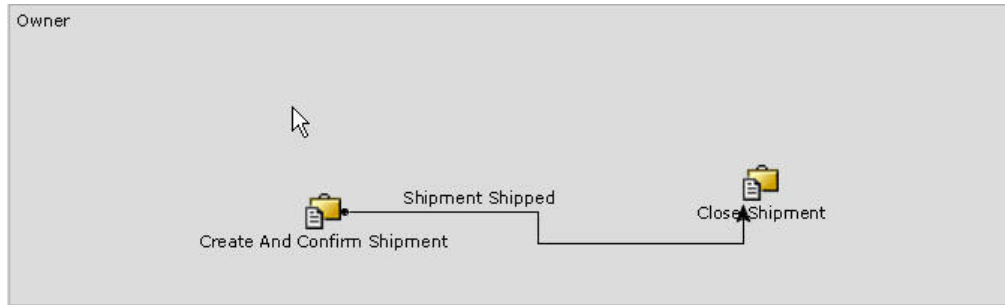 Owner
Shipment Shipped
Close Shipment
Create And Confirm Shipment